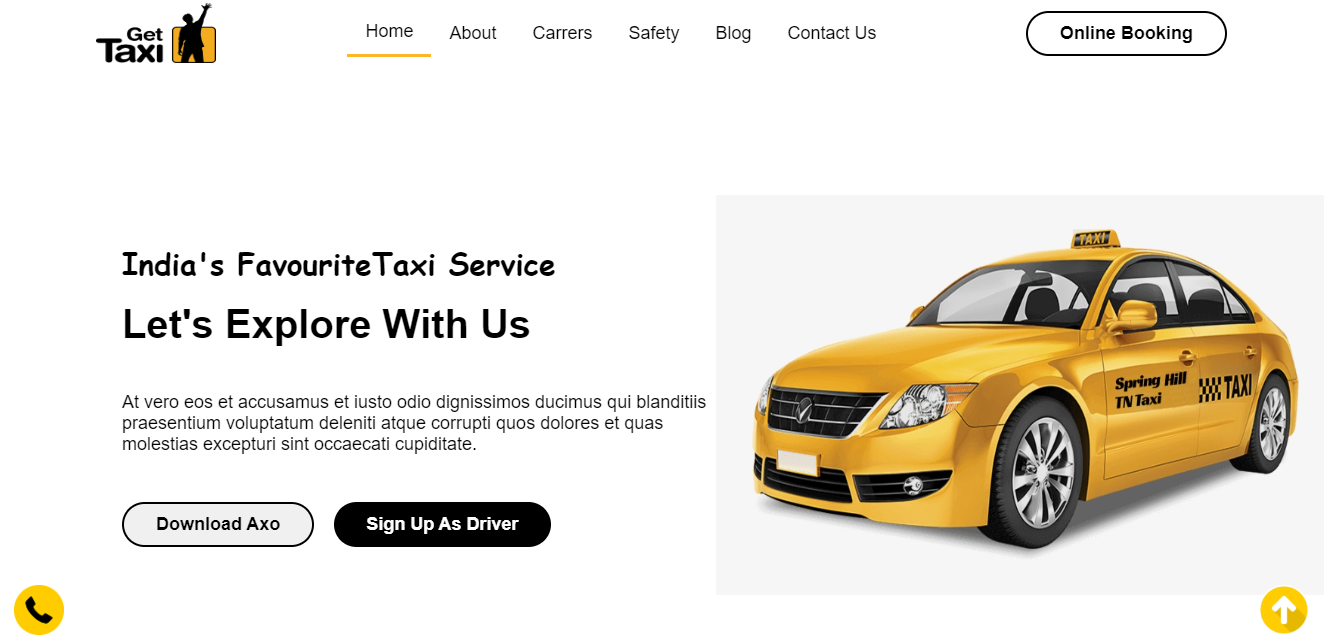 Get
Taxi
Home
About
Carrers
Safety
Blog
Contact Us
Online Booking
India's FavouriteTaxi Service
Let's Explore With Us
At vero eos et accusamus et iusto odio dignissimos ducimus qui blanditiis
praesentium voluptatum deleniti atque corrupti quos dolores et quas
molestias excepturi sint occaecati cupiditate.
Download Axo
Sign Up As Driver
TAXI
Spring Hill
TN Taxi
TAXI